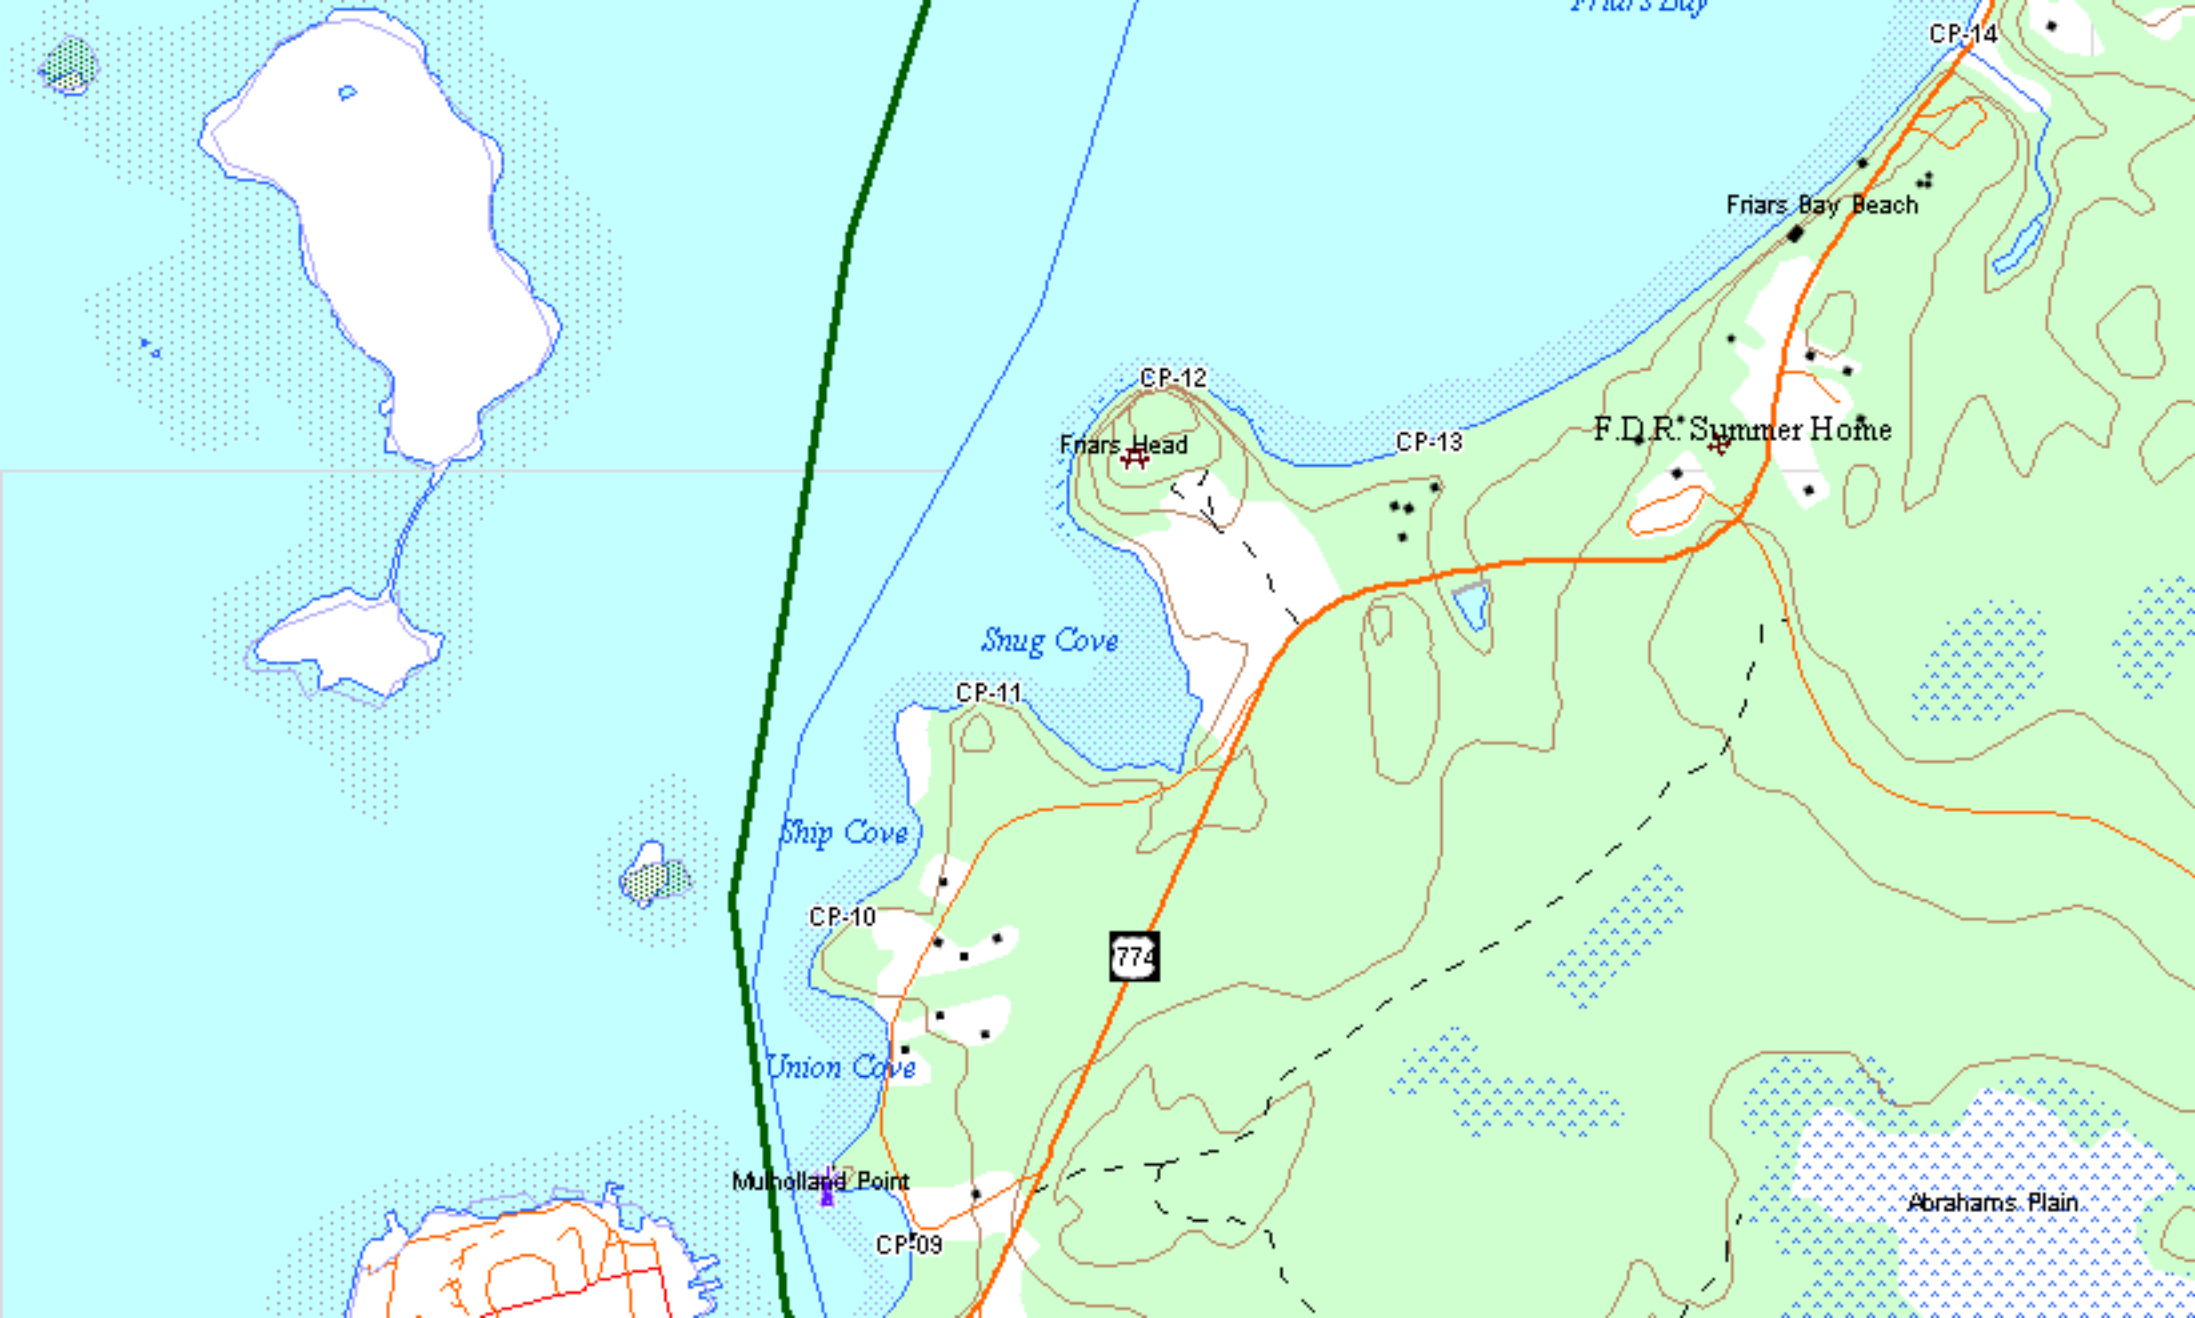 Friars Bay
CP-14
Friars Bay Beach
CP-12
Friars Head
CP-13
F.D.R. Summer Home
Snug Cove
CP-11
Ship Cove
CP-10
774
Union Cove
Mulholland Point
Abrahams Plain
CP-09